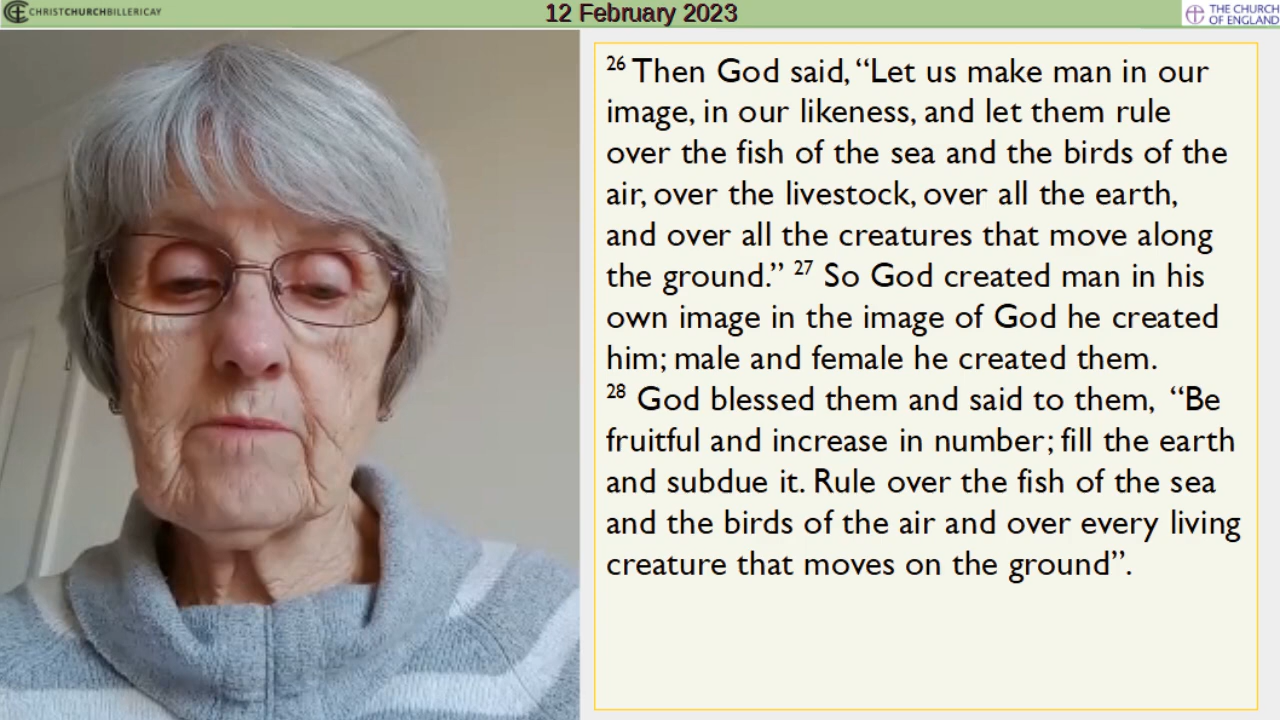 CHRISTCHURCHBILLERICAY
12 February 2023
THE CHURCH
OF ENGLAND
26 Then God said, “Let us make man in our
image, in our likeness, and let them rule
over the fish of the sea and the birds of the
air, over the livestock, over all the earth,
and over all the creatures that move along
the ground.” 27 So God created man in his
own image in the image of God he created
him; male and female he created them.
28 God blessed them and said to them, “Be
fruitful and increase in number; fill the earth
and subdue it. Rule over the fish of the sea
and the birds of the air and over every living
creature that moves on the ground”.